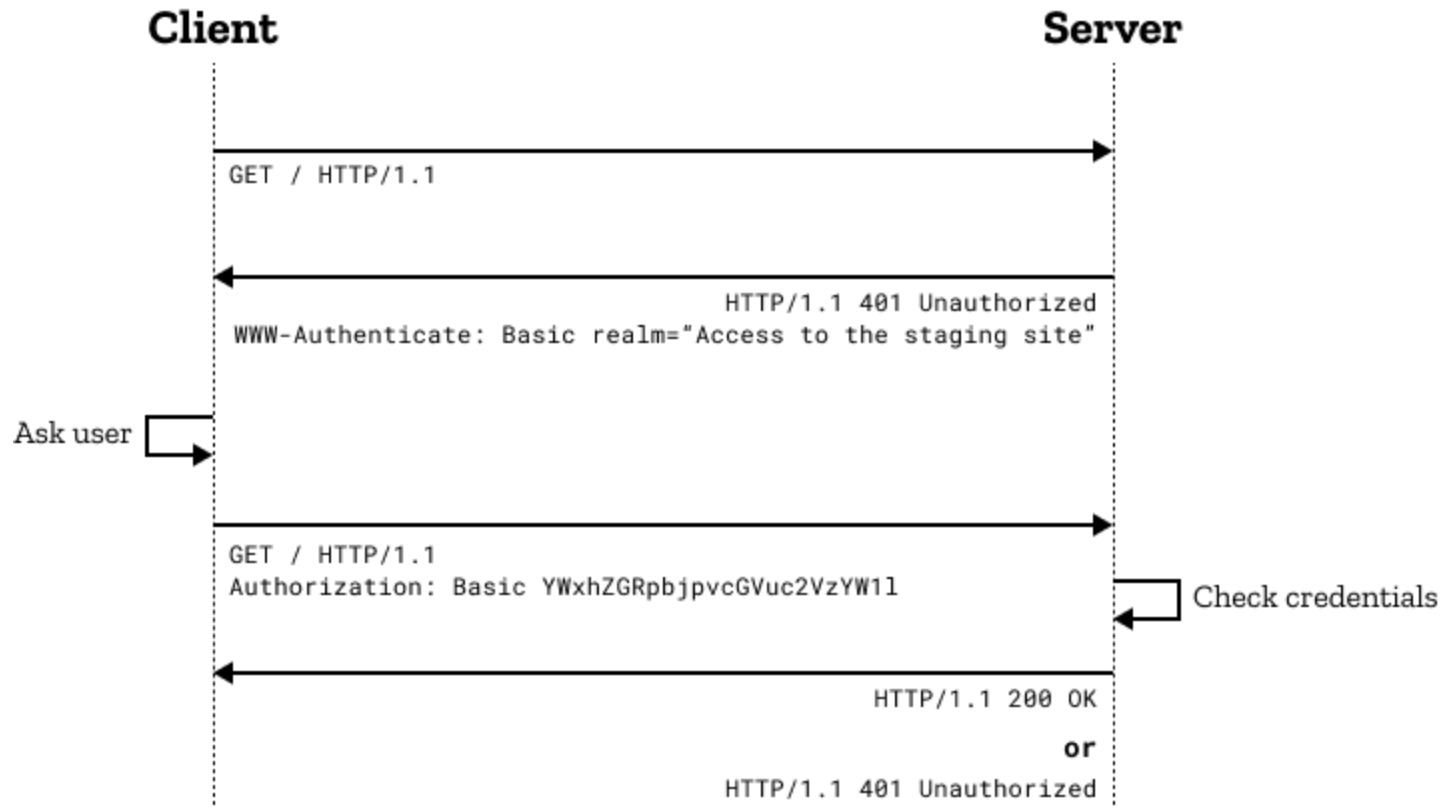 Client
Server
GET / HTTP/1.1
HTTP/1.1 401 Unauthorized
WWW-Authenticate: Basic realm="Access to the staging site"
Ask user
GET / HTTP/1.1
Authorization: Basic YWxhZGRpbjpvcGVuc2VzYW1l
Check credentials
HTTP/1.1 200 OK
or
HTTP/1.1 401 Unauthorized